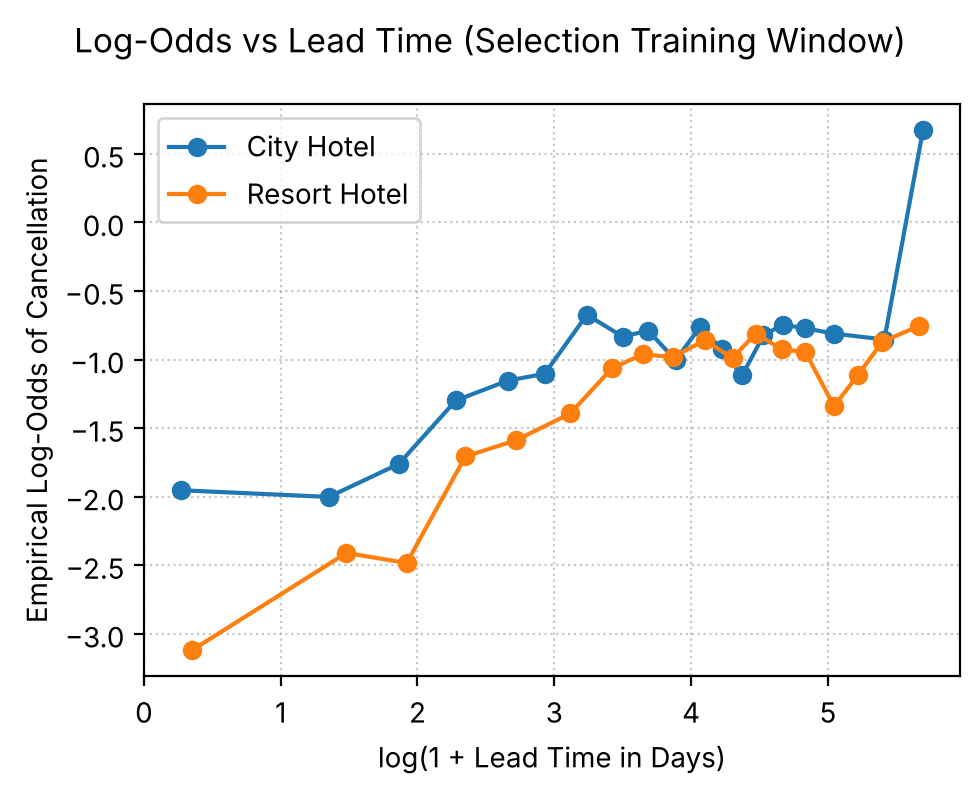 Log-Odds vs Lead Time (Selection Training Window)
City Hotel
Resort Hotel
Empirical Log-Odds of Cancellation
0.5
0.0
−0.5
−1.0
−1.5
−2.0
−2.5
−3.0
0 1 2 3 4 5
log(1 + Lead Time in Days)